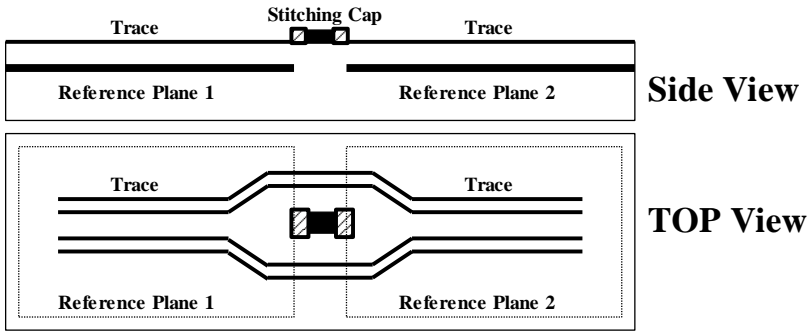 Stitching Cap
Trace Trace
Reference Plane 1 Reference Plane 2
Side View
Trace Trace
TOP View
Reference Plane 1 Reference Plane 2